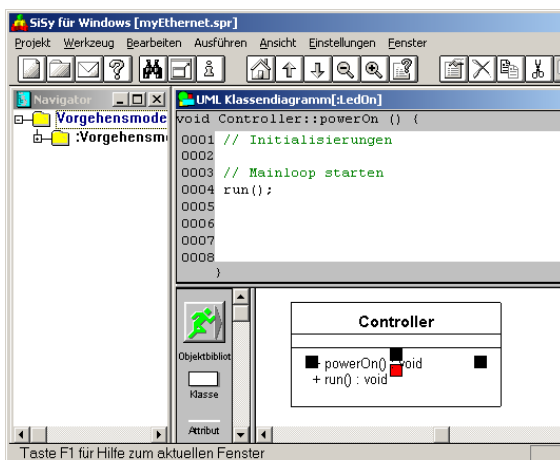 SiSy für Windows [myEthernet.spr]
Projekt Werkzeug Bearbeiten Ausführen Ansicht Einstellungen Fenster
Navigator
Vorgehensmode
:Vorgehensm
UML Klassendiagramm[:LedOn]
void Controller::powerOn () {
0001 // Initialisierungen
0002
0003 // Mainloop starten
0004 run();
0005
0006
0007
0008
}
Objektbibliot
Klasse
Attribut
Controller
powerOn() : void
+ run() : void
Taste F1 für Hilfe zum aktuellen Fenster